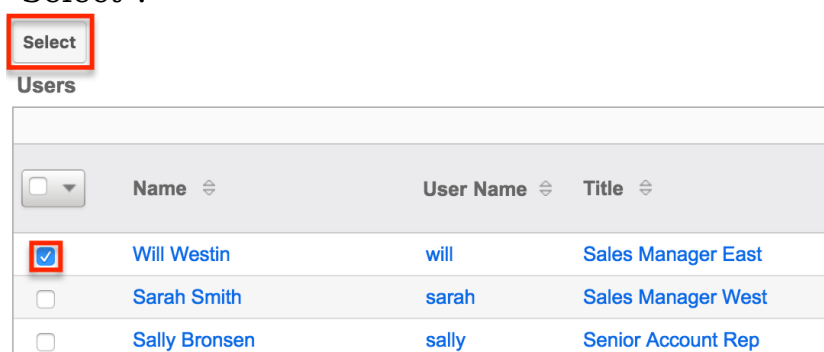 "Select".
Select
Users
Name User Name Title
Will Westin will Sales Manager East
Sarah Smith sarah Sales Manager West
Sally Bronsen sally Senior Account Rep